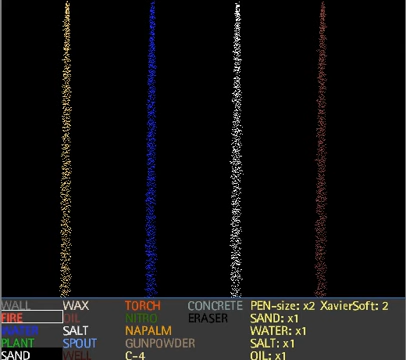 WALL WAX TORCH CONCRETE PEN-size: x2 XavierSoft: 2
FIRE OIL NITRO ERASER SAND: x1
WATER SALT NAPALM WATER: x1
PLANT SPOUT GUNPOWDER SALT: x1
SAND WELL C-4 OIL: x1